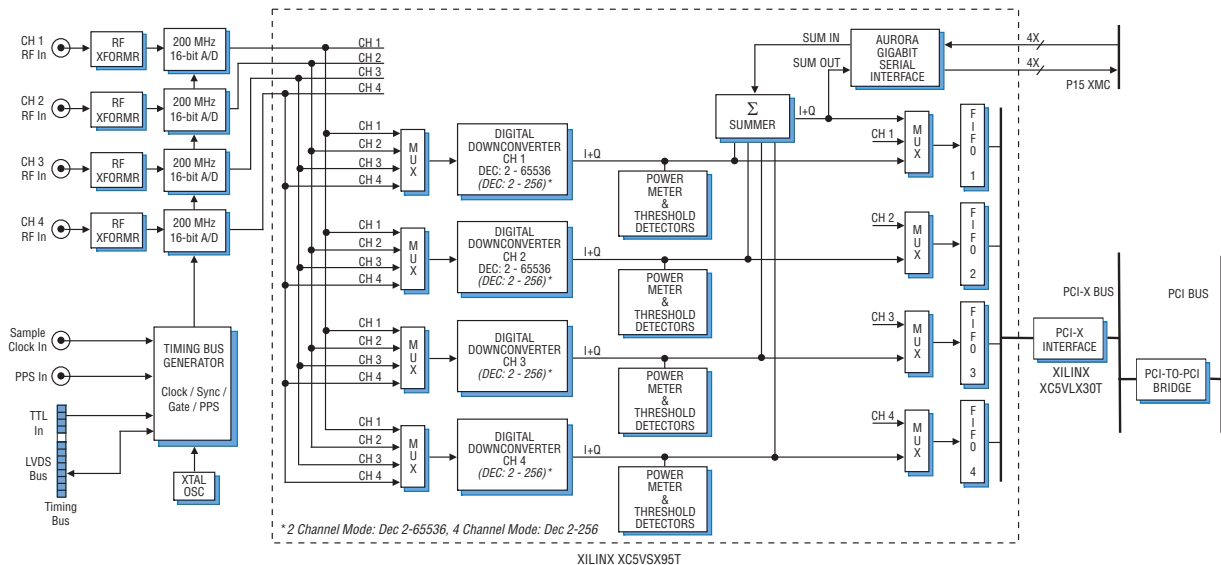 CH 1
RF In
RF
XFORMR
200 MHz
16-bit A/D
CH 2
RF In
RF
XFORMR
200 MHz
16-bit A/D
CH 3
RF In
RF
XFORMR
200 MHz
16-bit A/D
CH 4
RF In
RF
XFORMR
200 MHz
16-bit A/D
Sample
Clock In
PPS In
TTL
In
LVDS
Bus
Timing
Bus
TIMING BUS
GENERATOR
Clock / Sync /
Gate / PPS
XTAL
OSC
CH 1
CH 2
CH 3
CH 4
SUM IN
SUM OUT
AURORA
GIGABIT
SERIAL
INTERFACE
4X
4X
P15 XMC
Σ
SUMMER
I+Q
CH 1
CH 2
CH 3
CH 4
MUX
DIGITAL
DOWNCONVERTER
CH 1
DEC: 2 - 65536
(DEC: 2 - 256)*
I+Q
POWER
METER
&
THRESHOLD
DETECTORS
CH 1
MUX
FIFO 1
CH 1
CH 2
CH 3
CH 4
MUX
DIGITAL
DOWNCONVERTER
CH 2
DEC: 2 - 65536
(DEC: 2 - 256)*
I+Q
POWER
METER
&
THRESHOLD
DETECTORS
CH 2
MUX
FIFO 2
CH 1
CH 2
CH 3
CH 4
MUX
DIGITAL
DOWNCONVERTER
CH 3
(DEC: 2 - 256)*
I+Q
POWER
METER
&
THRESHOLD
DETECTORS
CH 3
MUX
FIFO 3
CH 1
CH 2
CH 3
CH 4
MUX
DIGITAL
DOWNCONVERTER
CH 4
(DEC: 2 - 256)*
I+Q
POWER
METER
&
THRESHOLD
DETECTORS
CH 4
MUX
FIFO 4
PCI-X BUS
PCI BUS
PCI-X
INTERFACE
XILINX
XC5VLX30T
PCI-TO-PCI
BRIDGE
* 2 Channel Mode: Dec 2-65536, 4 Channel Mode: Dec 2-256
XILINX XC5VSX95T